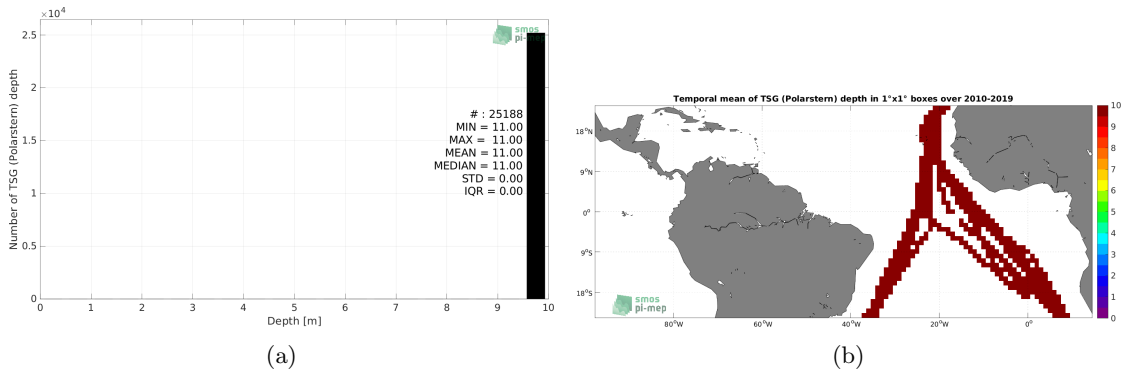 ×10⁴
2.5
2
1.5
1
0.5
0
Number of TSG (Polarstern) depth
smos
pi-mep
# : 25188
MIN = 11.00
MAX = 11.00
MEAN = 11.00
MEDIAN = 11.00
STD = 0.00
IQR = 0.00
0 1 2 3 4 5 6 7 8 9 10
Depth [m]
(a)
Temporal mean of TSG (Polarstern) depth in 1°x1° boxes over 2010-2019
18°N
9°N
0°
9°S
18°S
80°W 60°W 40°W 20°W 0°
smos
pi-mep
10
9
8
7
6
5
4
3
2
1
0
(b)